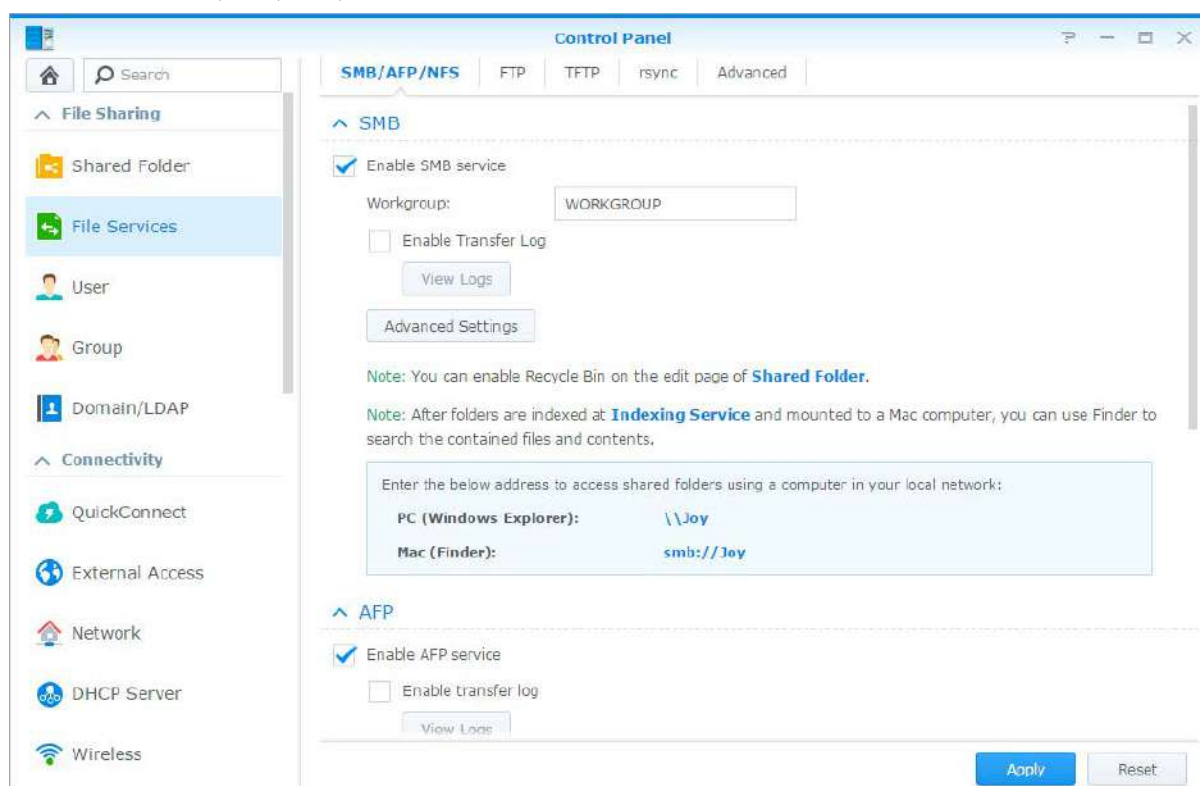 Control Panel
Search
SMB/AFP/NFS
FTP
TFTP
rsync
Advanced
File Sharing
Shared Folder
File Services
User
Group
Domain/LDAP
Connectivity
QuickConnect
External Access
Network
DHCP Server
Wireless
SMB
Enable SMB service
Workgroup: WORKGROUP
Enable Transfer Log
View Logs
Advanced Settings
Note: You can enable Recycle Bin on the edit page of Shared Folder.
Note: After folders are indexed at Indexing Service and mounted to a Mac computer, you can use Finder to
search the contained files and contents.
Enter the below address to access shared folders using a computer in your local network:
PC (Windows Explorer): \\Joy
Mac (Finder): smb://Joy
AFP
Enable AFP service
Enable transfer log
View Logs
Apply
Reset